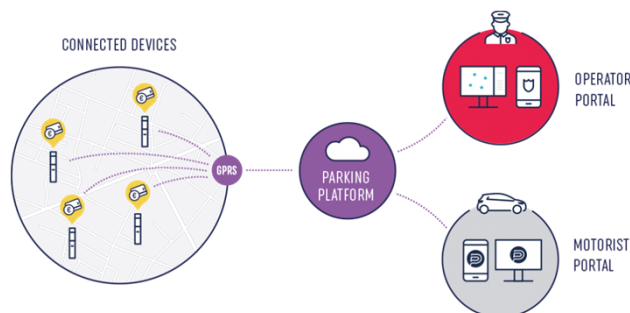 CONNECTED DEVICES
GPRS
PARKING
PLATFORM
OPERATOR
PORTAL
MOTORIST
PORTAL